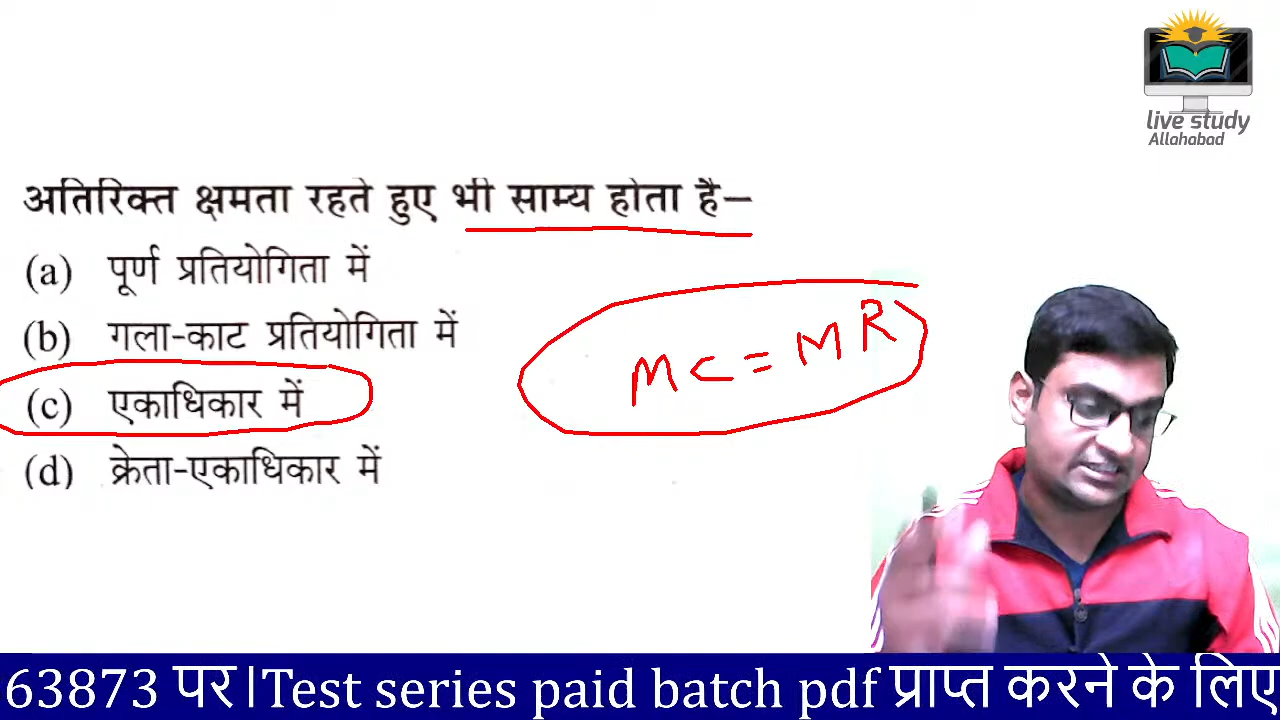 live study
Allahabad
अतिरिक्त क्षमता रहते हुए भी साम्य होता है–
(a) पूर्ण प्रतियोगिता में
(b) गला-काट प्रतियोगिता में
(c) एकाधिकार में
(d) क्रेता-एकाधिकार में
MC = MR
63873 पर। Test series paid batch pdf प्राप्त करने के लिए